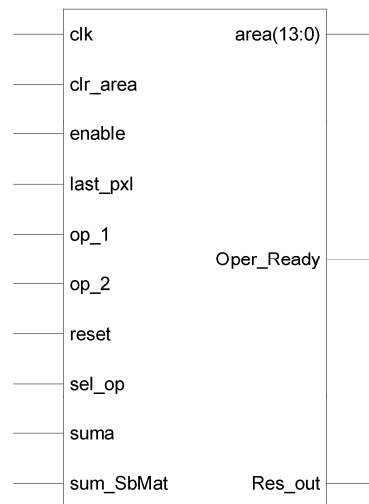 clk area(13:0)
clr_area
enable
last_pxl
op_1
Oper_Ready
op_2
reset
sel_op
suma
sum_SbMat Res_out